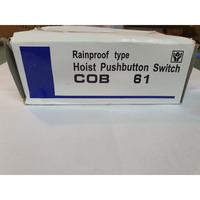 Rainproof type
Hoist Pushbutton Switch
COB 61